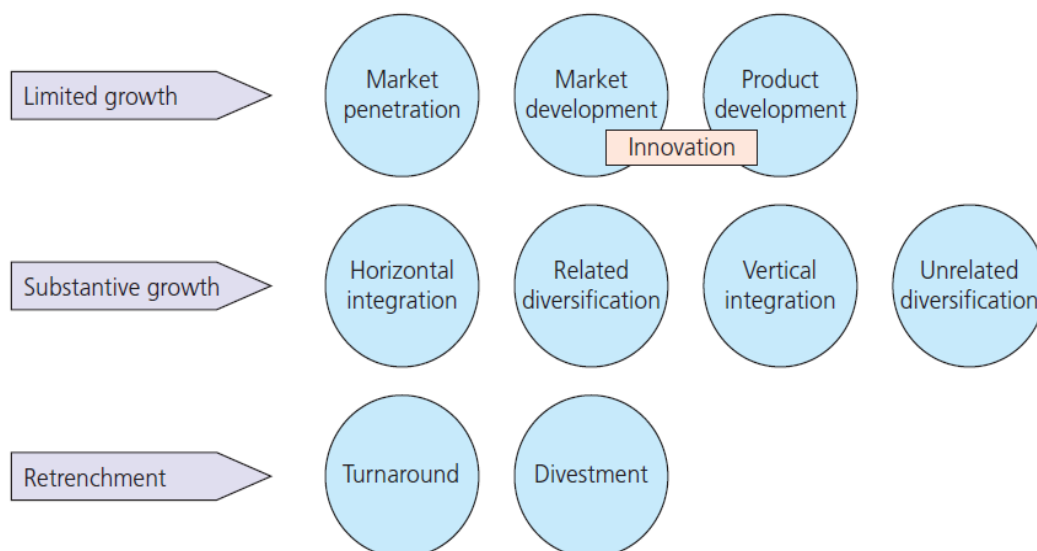 Limited growth
Market
penetration
Market
development
Product
development
Innovation
Substantive growth
Horizontal
integration
Related
diversification
Vertical
integration
Unrelated
diversification
Retrenchment
Turnaround
Divestment